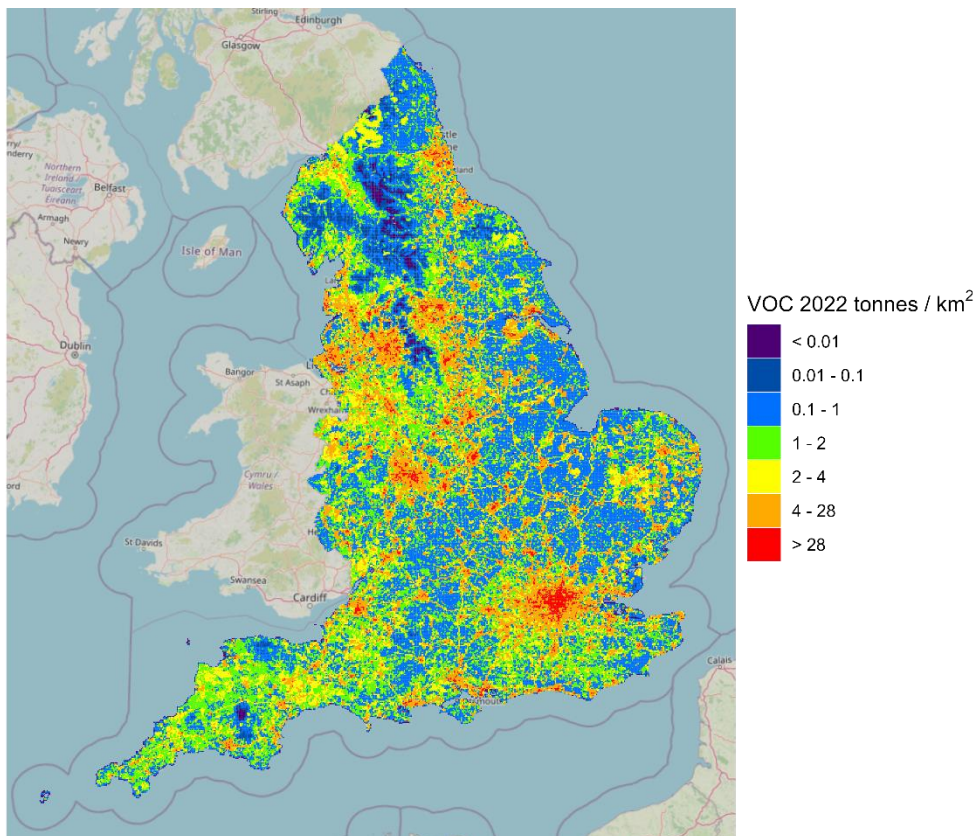 Stirling
Edinburgh
Glasgow
Northern
Ireland /
Tuaisceart
Éireann
Belfast
Armagh
Newry
Isle of Man
Dublin
Bangor
St Asaph
Wrexham
Cymru /
Wales
St Davids
Swansea
Cardiff
Calais
VOC 2022 tonnes / km²
< 0.01
0.01 - 0.1
0.1 - 1
1 - 2
2 - 4
4 - 28
> 28